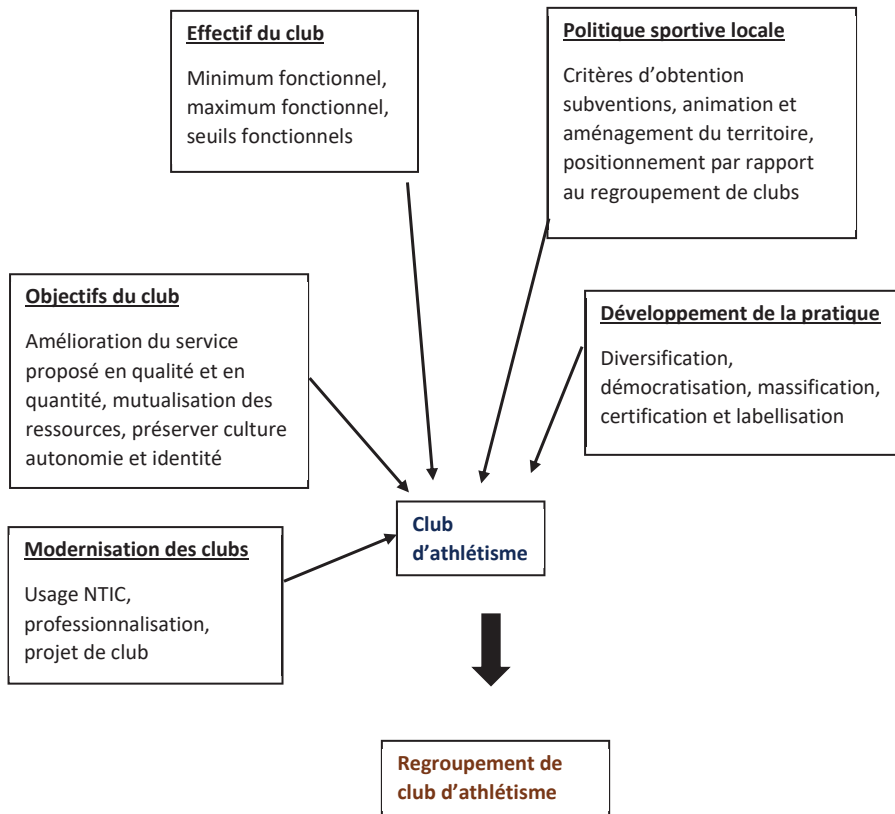 Effectif du club
Minimum fonctionnel,
maximum fonctionnel,
seuils fonctionnels
Politique sportive locale
Critères d’obtention
subventions, animation et
aménagement du territoire,
positionnement par rapport
au regroupement de clubs
Objectifs du club
Amélioration du service
proposé en qualité et en
quantité, mutualisation des
ressources, préserver culture
autonomie et identité
Développement de la pratique
Diversification,
démocratisation, massification,
certification et labellisation
Modernisation des clubs
Usage NTIC,
professionnalisation,
projet de club
Club
d’athlétisme
Regroupement de
club d’athlétisme